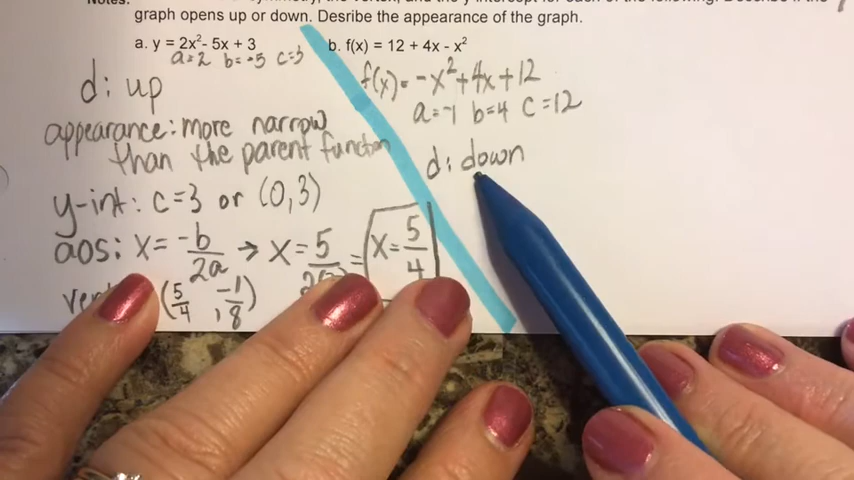 graph opens up or down. Desribe the appearance of the graph.
a. y = 2x² - 5x + 3
a=2 b=-5 c=3
d: up
appearance: more narrow
than the parent function
y-int: c=3 or (0,3)
aos: x = -b/2a → x = 5/2( = x = 5/4
(5/4, -1/8)
b. f(x) = 12 + 4x - x²
f(x) = -x² + 4x + 12
a=-1 b=4 c=12
d: down